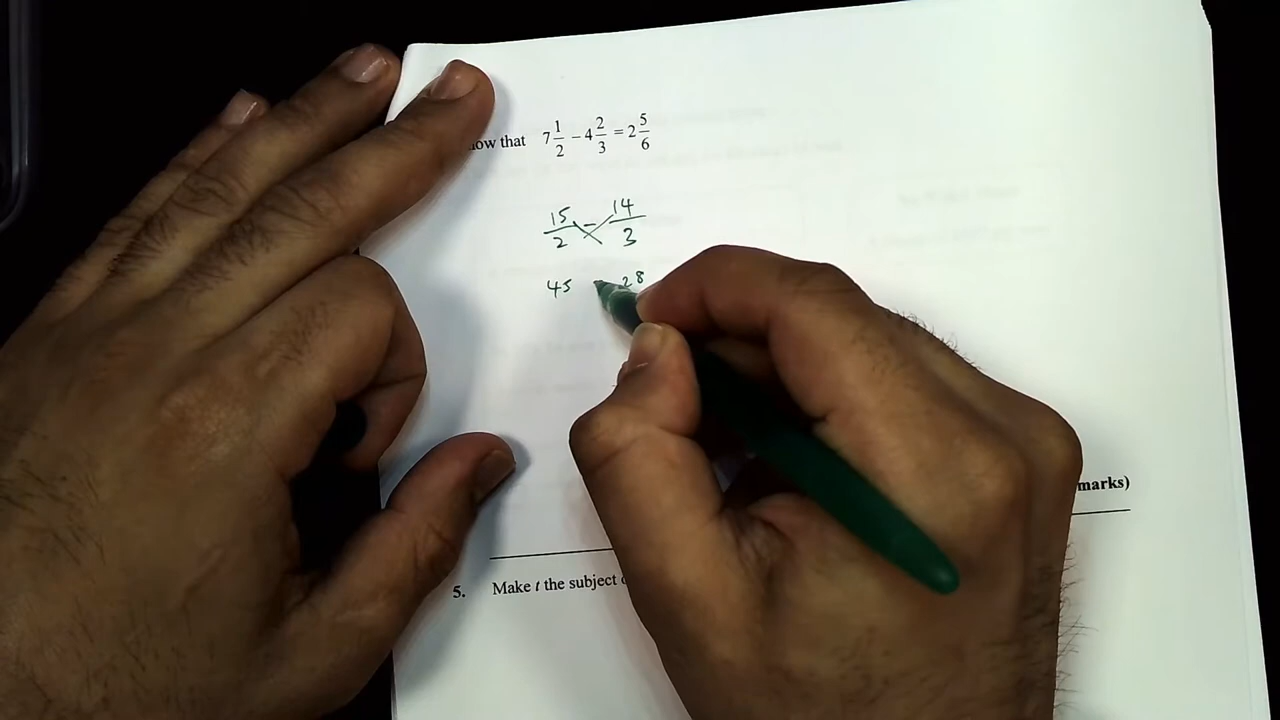 that 7 1/2 − 4 2/3 = 2 5/6
15/2 − 14/3
45 28
marks)
5. Make t the subject